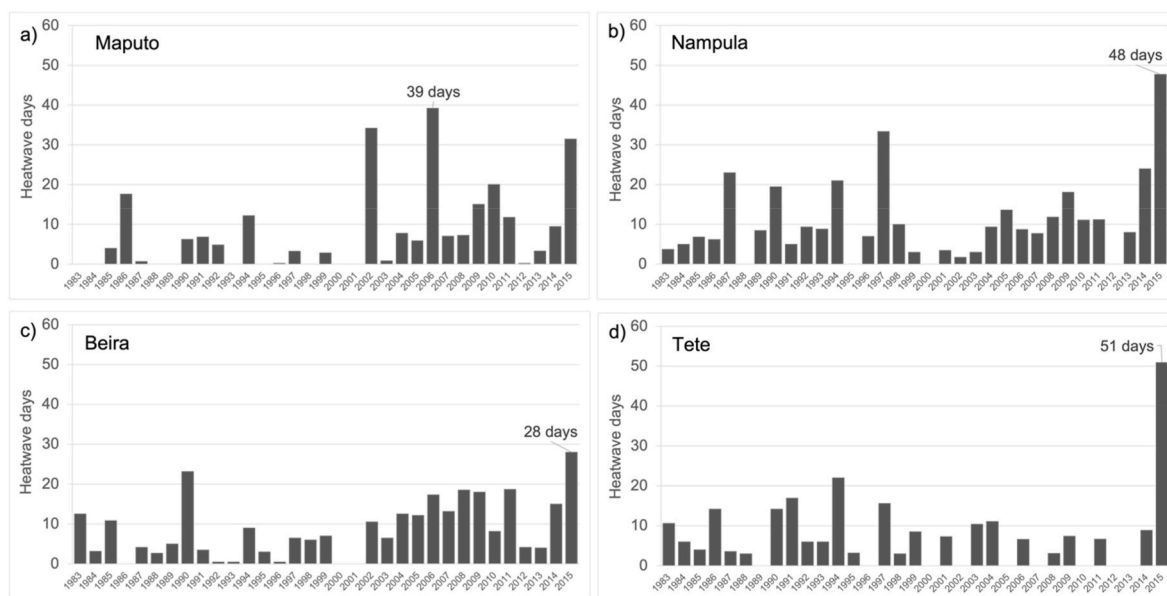 a) Maputo
60
50
40
30
20
10
0
Heatwave days
39 days
1983 1984 1985 1986 1987 1988 1989 1990 1991 1992 1993 1994 1995 1996 1997 1998 1999 2000 2001 2002 2003 2004 2005 2006 2007 2008 2009 2010 2011 2012 2013 2014 2015
b) Nampula
60
50
40
30
20
10
0
Heatwave days
48 days
1983 1984 1985 1986 1987 1988 1989 1990 1991 1992 1993 1994 1995 1996 1997 1998 1999 2000 2001 2002 2003 2004 2005 2006 2007 2008 2009 2010 2011 2012 2013 2014 2015
c) Beira
60
50
40
30
20
10
0
Heatwave days
28 days
1983 1984 1985 1986 1987 1988 1989 1990 1991 1992 1993 1994 1995 1996 1997 1998 1999 2000 2001 2002 2003 2004 2005 2006 2007 2008 2009 2010 2011 2012 2013 2014 2015
d) Tete
60
50
40
30
20
10
0
Heatwave days
51 days
1983 1984 1985 1986 1987 1988 1989 1990 1991 1992 1993 1994 1995 1996 1997 1998 1999 2000 2001 2002 2003 2004 2005 2006 2007 2008 2009 2010 2011 2012 2013 2014 2015